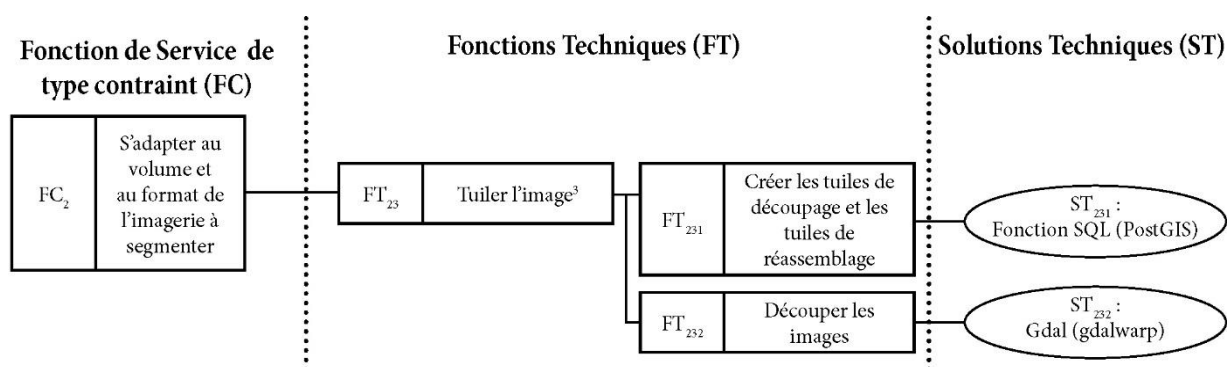 Fonction de Service de
type contraint (FC)
Fonctions Techniques (FT)
Solutions Techniques (ST)
FC₂
S'adapter au
volume et
au format de
l'imagerie à
segmenter
FT₂₃
Tuiler l'image³
FT₂₃₁
Créer les tuiles de
découpage et les
tuiles de
réassemblage
ST₂₃₁ :
Fonction SQL (PostGIS)
FT₂₃₂
Découper les
images
ST₂₃₂ :
Gdal (gdalwarp)